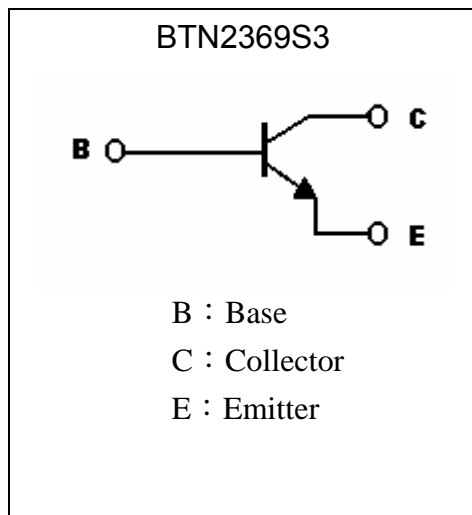 BTN2369S3
C
B
E
B：Base
C：Collector
E：Emitter